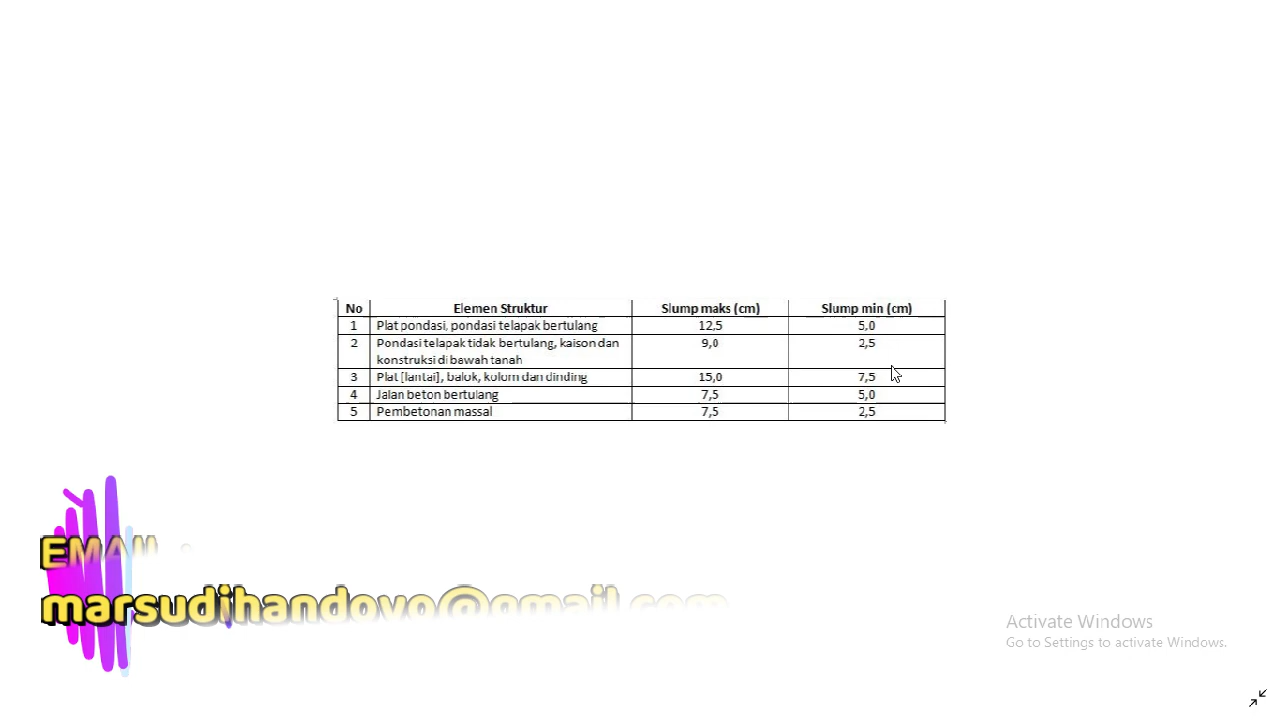 No Elemen Struktur Slump maks (cm) Slump min (cm)
1 Plat pondasi, pondasi telapak bertulang 12,5 5,0
2 Pondasi telapak tidak bertulang, kaison dan 9,0 2,5
konstruksi di bawah tanah
3 Plat [lantai], balok, kolom dan dinding 15,0 7,5
4 Jalan beton bertulang 7,5 5,0
5 Pembetonan massal 7,5 2,5
EMAIL :
marsudihandoyo@gmail.com
Activate Windows
Go to Settings to activate Windows.